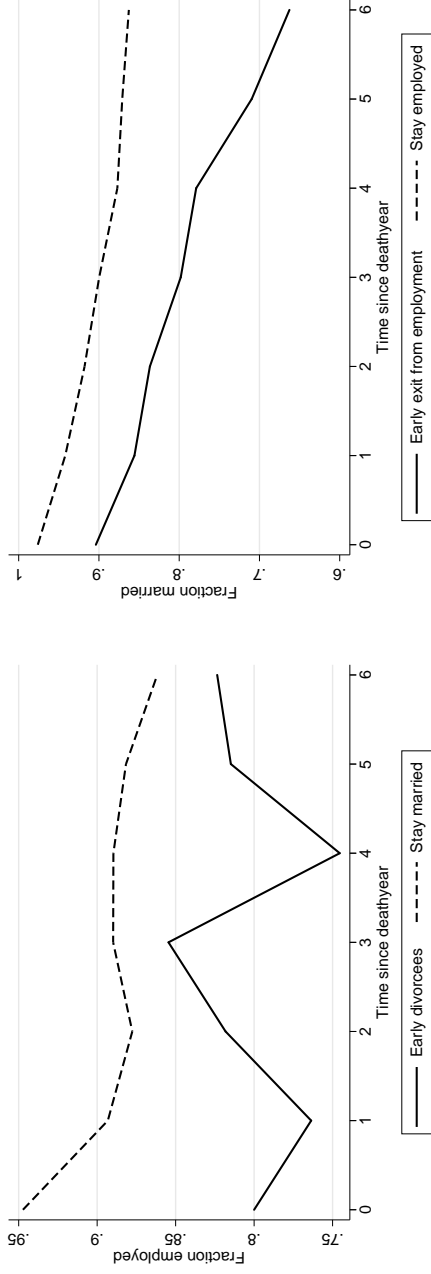 Fraction employed
.95
.9
.85
.8
.75
0 1 2 3 4 5 6
Time since deathyear
Early divorcees Stay married
Fraction married
1
.9
.8
.7
.6
0 1 2 3 4 5 6
Time since deathyear
Early exit from employment Stay employed